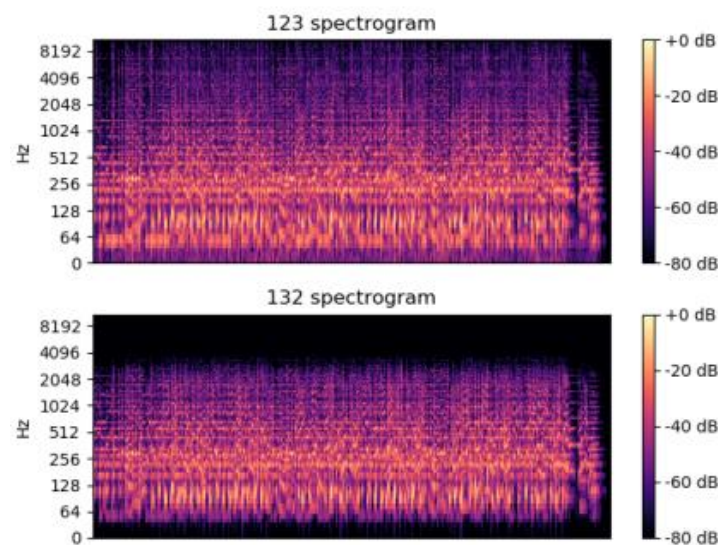 123 spectrogram
8192
4096
2048
1024
512
256
128
64
0
Hz
+0 dB
-20 dB
-40 dB
-60 dB
-80 dB
132 spectrogram
8192
4096
2048
1024
512
256
128
64
0
Hz
+0 dB
-20 dB
-40 dB
-60 dB
-80 dB